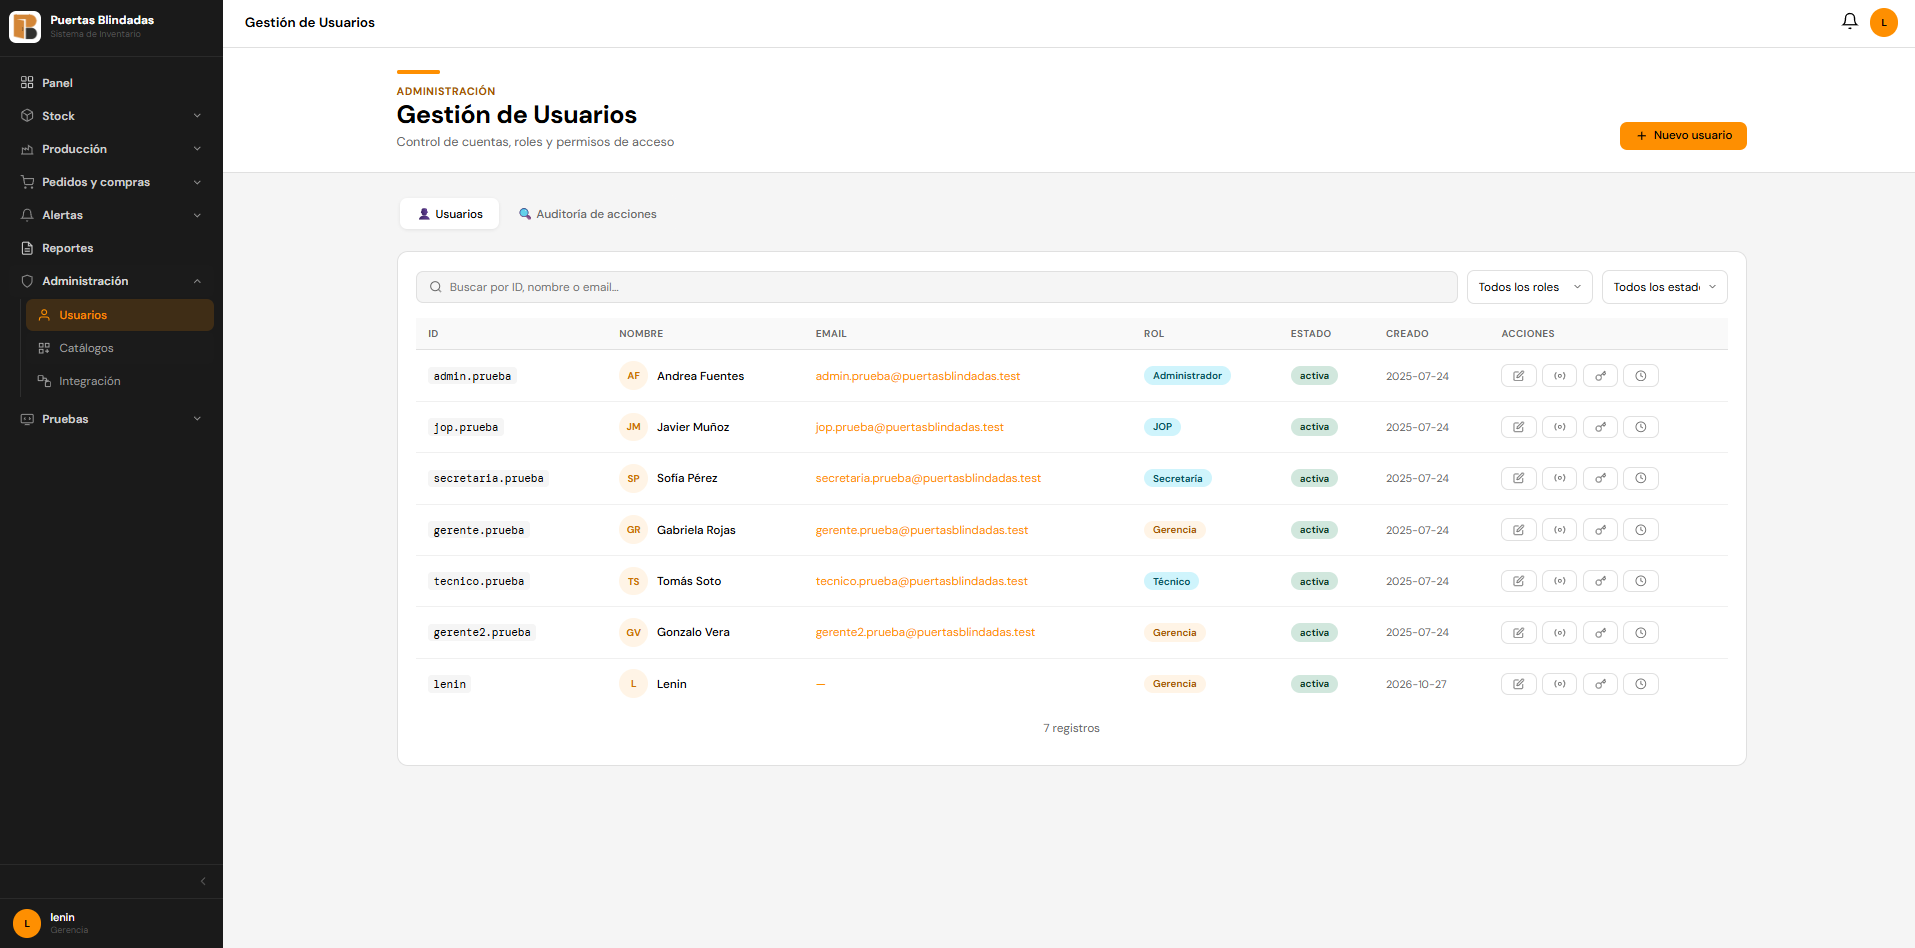 Puertas Blindadas
Sistema de Inventario
Panel
Stock
Producción
Pedidos y compras
Alertas
Reportes
Administración
Usuarios
Catálogos
Integración
Pruebas
L
lenin
Gerencia
Gestión de Usuarios
L
ADMINISTRACIÓN
Gestión de Usuarios
Control de cuentas, roles y permisos de acceso
+ Nuevo usuario
Usuarios
Auditoría de acciones
Buscar por ID, nombre o email...
Todos los roles
Todos los estad
ID NOMBRE EMAIL ROL ESTADO CREADO ACCIONES
admin.prueba AF Andrea Fuentes admin.prueba@puertasblindadas.test Administrador activa 2025-07-24
jop.prueba JM Javier Muñoz jop.prueba@puertasblindadas.test JOP activa 2025-07-24
secretaria.prueba SP Sofía Pérez secretaria.prueba@puertasblindadas.test Secretaría activa 2025-07-24
gerente.prueba GR Gabriela Rojas gerente.prueba@puertasblindadas.test Gerencia activa 2025-07-24
tecnico.prueba TS Tomás Soto tecnico.prueba@puertasblindadas.test Técnico activa 2025-07-24
gerente2.prueba GV Gonzalo Vera gerente2.prueba@puertasblindadas.test Gerencia activa 2025-07-24
lenin L Lenin — Gerencia activa 2026-10-27
7 registros